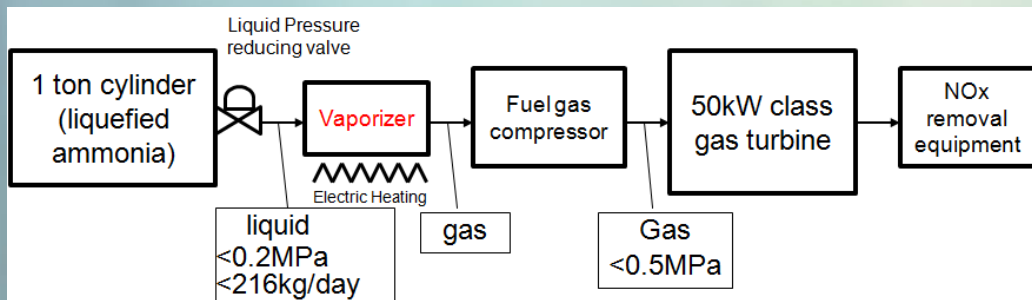 Liquid Pressure
reducing valve
1 ton cylinder
(liquefied
ammonia)
Vaporizer
Electric Heating
Fuel gas
compressor
50kW class
gas turbine
NOx
removal
equipment
liquid
<0.2MPa
<216kg/day
gas
Gas
<0.5MPa